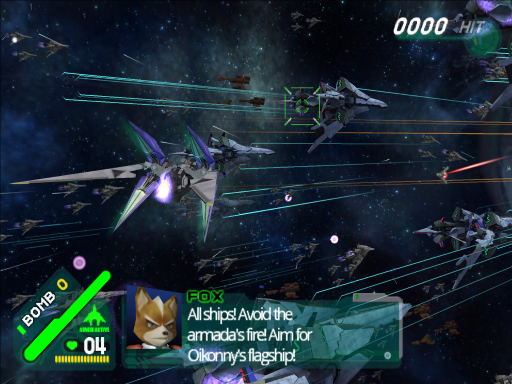 0000 HIT
FOX
All ships! Avoid the
armada's fire! Aim for
Oikonny's flagship!
BOMB 0
04